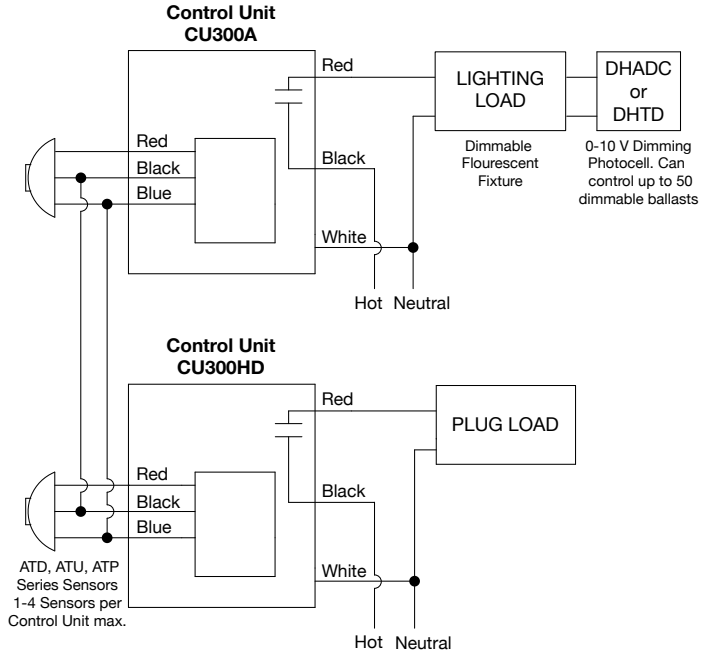 Control Unit
CU300A
Red
LIGHTING
LOAD
DHADC
or
DHTD
Dimmable
Flourescent
Fixture
0-10 V Dimming
Photocell. Can
control up to 50
dimmable ballasts
Red
Black
Blue
Black
White
Hot Neutral
Control Unit
CU300HD
Red
PLUG LOAD
Red
Black
Blue
Black
White
ATD, ATU, ATP
Series Sensors
1-4 Sensors per
Control Unit max.
Hot Neutral